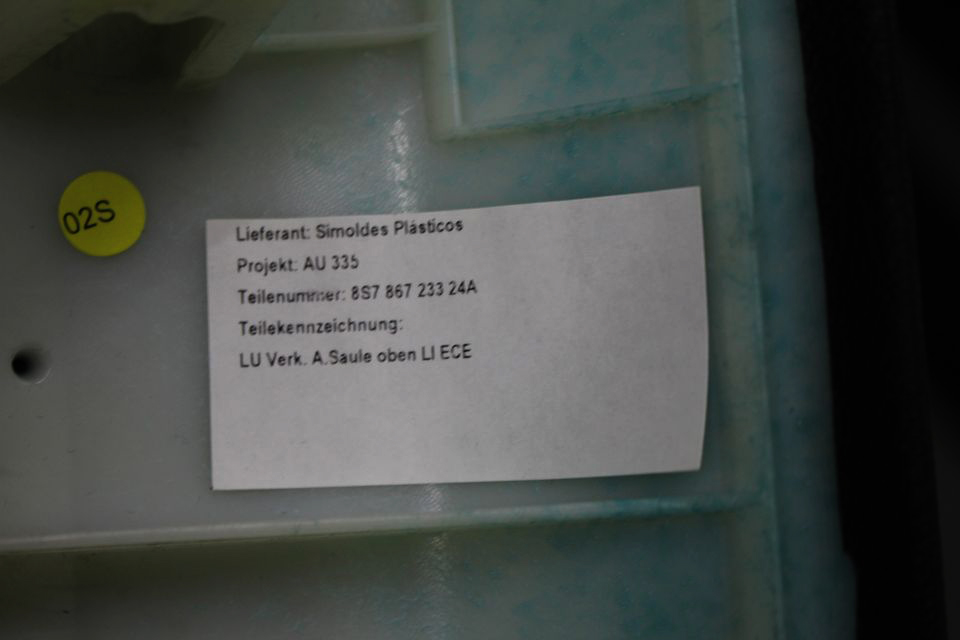 02S
Lieferant: Simoldes Plásticos
Projekt: AU 335
Teilenummer: 8S7 867 233 24A
Teilekennzeichnung:
LU Verk. A.Saule oben LI ECE